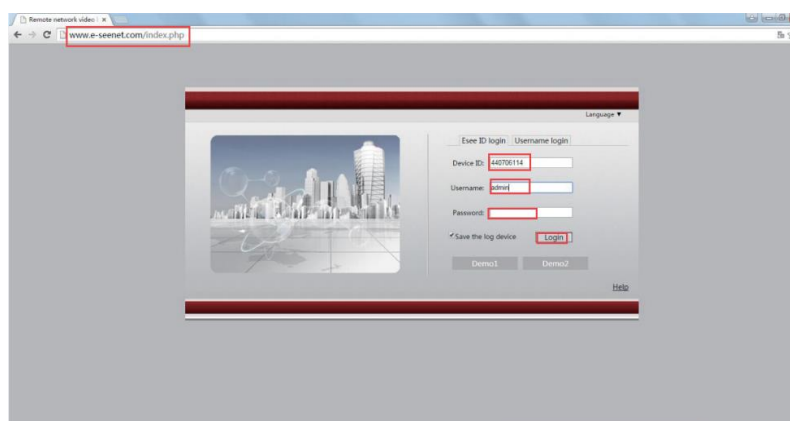 Remote network video
www.e-seenet.com/index.php
Language ▼
Esee ID login Username login
Device ID: 440706114
Username: admin
Password:
Save the log device Login
Demo1 Demo2
Help